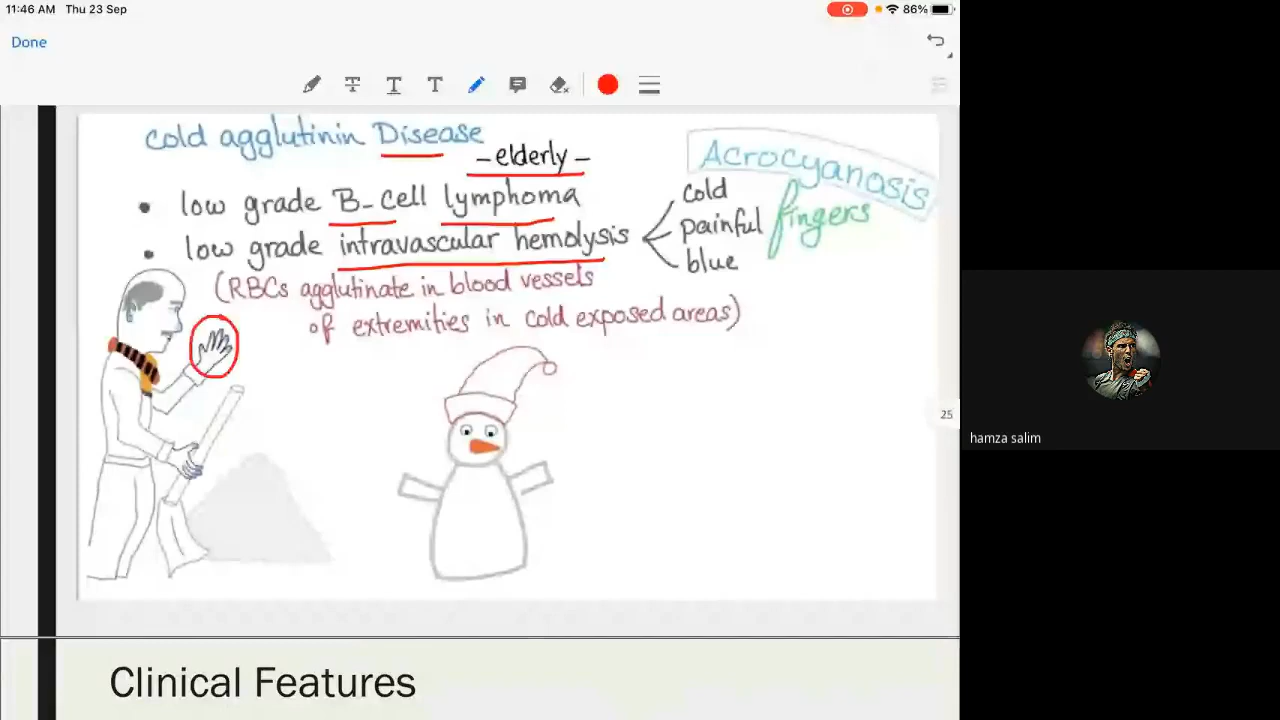 11:46 AM Thu 23 Sep
86%
Done
T T T
cold agglutinin Disease
-elderly-
• low grade B-Cell lymphoma
• low grade intravascular hemolysis
cold
painful
blue
fingers
Acrocyanosis
(RBCs agglutinate in blood vessels
of extremities in cold exposed areas)
25
hamza salim
Clinical Features